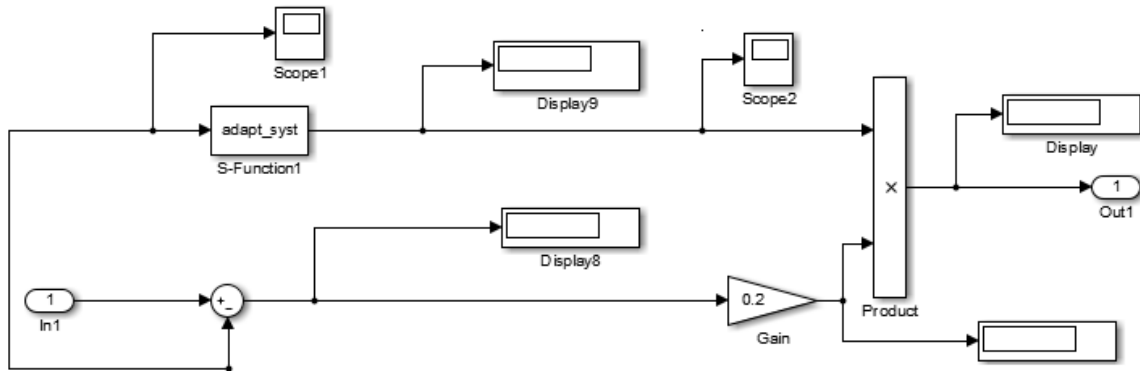 Scope1
Display9
Scope2
adapt_syst
S-Function1
Display
×
1
Out1
Display8
1
In1
+
-
0.2
Gain
Product